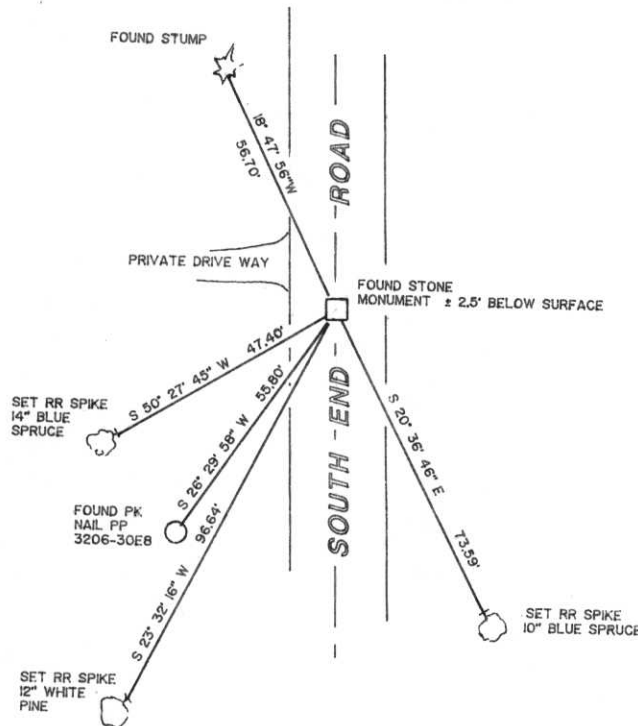 FOUND STUMP
18° 47' 56" W
56.70'
ROAD
PRIVATE DRIVE WAY
FOUND STONE
MONUMENT ± 2.5' BELOW SURFACE
S 50° 27' 45" W 47.40'
SET RR SPIKE
14" BLUE
SPRUCE
S 26° 29' 58" W 55.80'
FOUND PK
NAIL PP
3206-30E8
S 23° 32' 16" W 96.64'
SOUTH END
S 20° 36' 46" E 73.59'
SET RR SPIKE
10" BLUE SPRUCE
SET RR SPIKE
12" WHITE
PINE